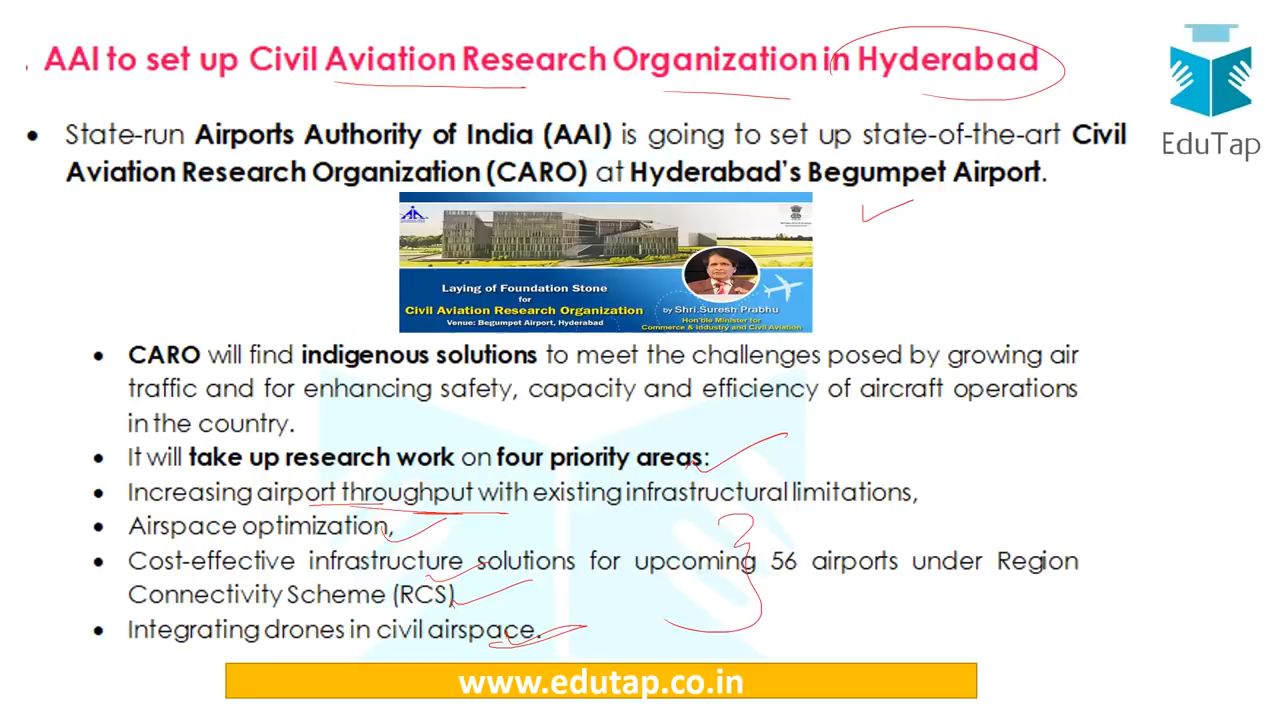 . AAI to set up Civil Aviation Research Organization in Hyderabad
EduTap
• State-run Airports Authority of India (AAI) is going to set up state-of-the-art Civil
Aviation Research Organization (CARO) at Hyderabad's Begumpet Airport.
Laying of Foundation Stone
for
Civil Aviation Research Organization
Venue: Begumpet Airport, Hyderabad
by Shri.Suresh Prabhu
Hon'ble Minister for
Commerce & Industry and Civil Aviation
• CARO will find indigenous solutions to meet the challenges posed by growing air
traffic and for enhancing safety, capacity and efficiency of aircraft operations
in the country.
• It will take up research work on four priority areas:
• Increasing airport throughput with existing infrastructural limitations,
• Airspace optimization,
• Cost-effective infrastructure solutions for upcoming 56 airports under Region
Connectivity Scheme (RCS)
• Integrating drones in civil airspace.
www.edutap.co.in